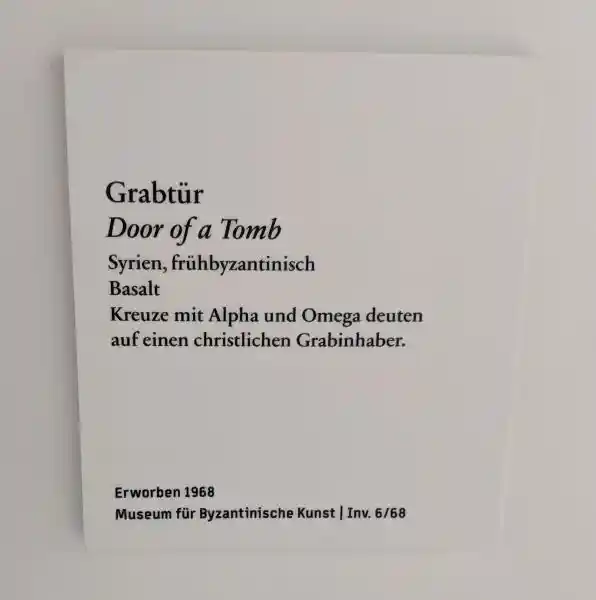 Grabtür
Door of a Tomb
Syrien, frühbyzantinisch
Basalt
Kreuze mit Alpha und Omega deuten
auf einen christlichen Grabinhaber.
Erworben 1968
Museum für Byzantinische Kunst | Inv. 6/68